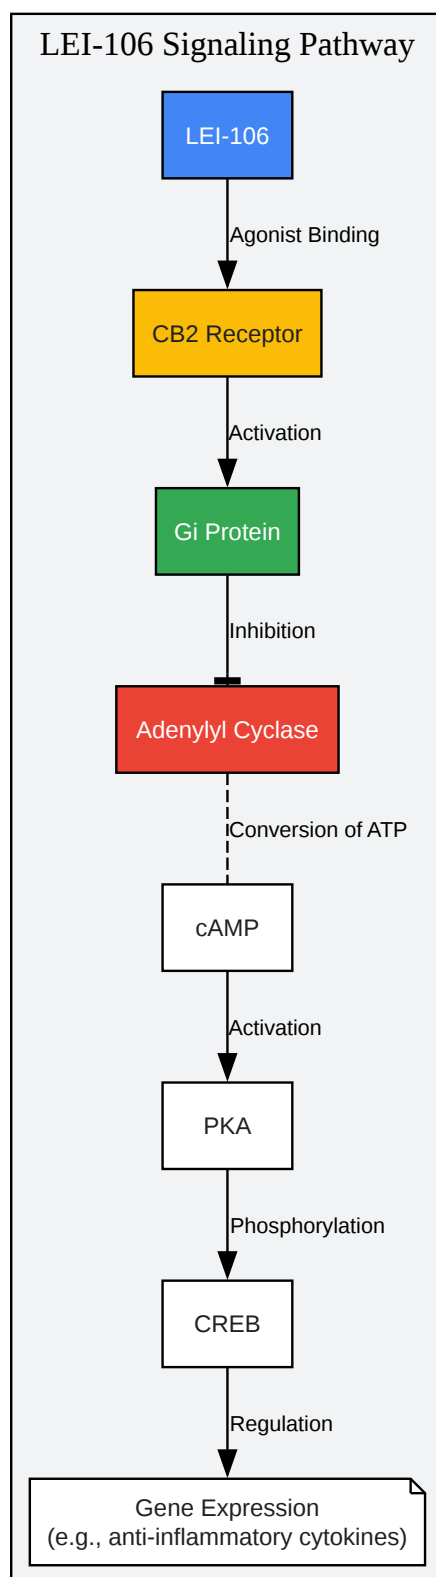 LEI-106 Signaling Pathway
LEI-106
Agonist Binding
CB2 Receptor
Activation
Gi Protein
Inhibition
Adenylyl Cyclase
Conversion of ATP
cAMP
Activation
PKA
Phosphorylation
CREB
Regulation
Gene Expression
(e.g., anti-inflammatory cytokines)